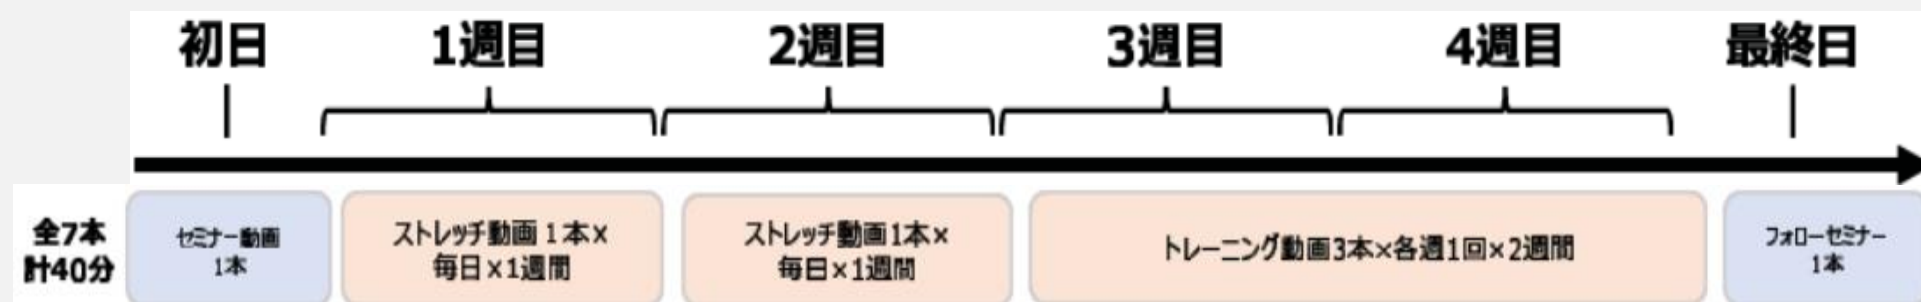 初日
1週目
2週目
3週目
4週目
最終日
全7本
計40分
セミナー動画
1本
ストレッチ動画1本×
毎日×1週間
ストレッチ動画1本×
毎日×1週間
トレーニング動画3本×各週1回×2週間
フォローセミナー
1本